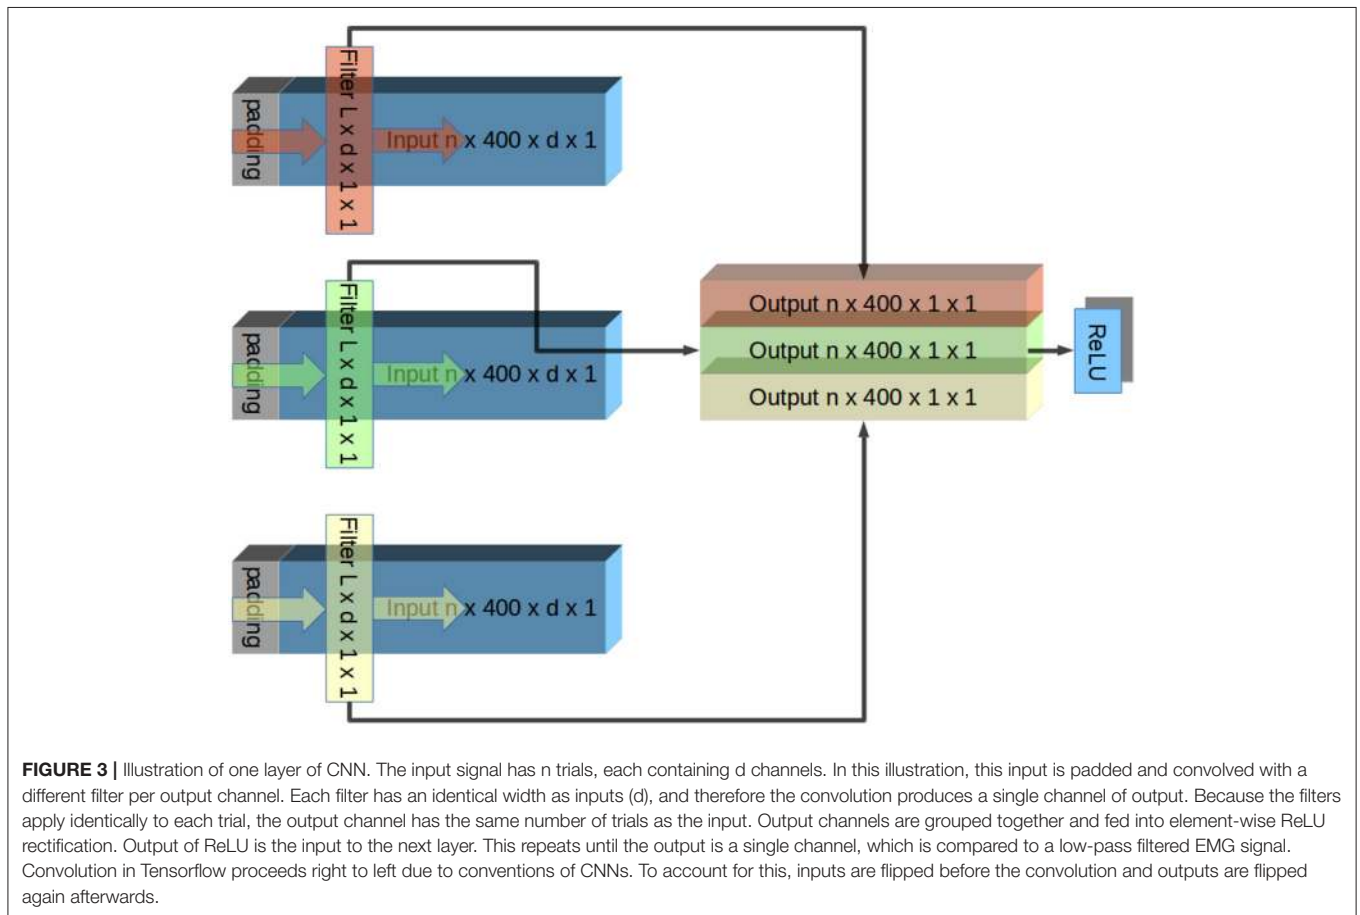 Filter L x d x 1 x 1
padding
Input n x 400 x d x 1
Filter L x d x 1 x 1
padding
Input n x 400 x d x 1
Output n x 400 x 1 x 1
Output n x 400 x 1 x 1
Output n x 400 x 1 x 1
ReLU
Filter L x d x 1 x 1
padding
Input n x 400 x d x 1
FIGURE 3 | Illustration of one layer of CNN. The input signal has n trials, each containing d channels. In this illustration, this input is padded and convolved with a
different filter per output channel. Each filter has an identical width as inputs (d), and therefore the convolution produces a single channel of output. Because the filters
apply identically to each trial, the output channel has the same number of trials as the input. Output channels are grouped together and fed into element-wise ReLU
rectification. Output of ReLU is the input to the next layer. This repeats until the output is a single channel, which is compared to a low-pass filtered EMG signal.
Convolution in Tensorflow proceeds right to left due to conventions of CNNs. To account for this, inputs are flipped before the convolution and outputs are flipped
again afterwards.